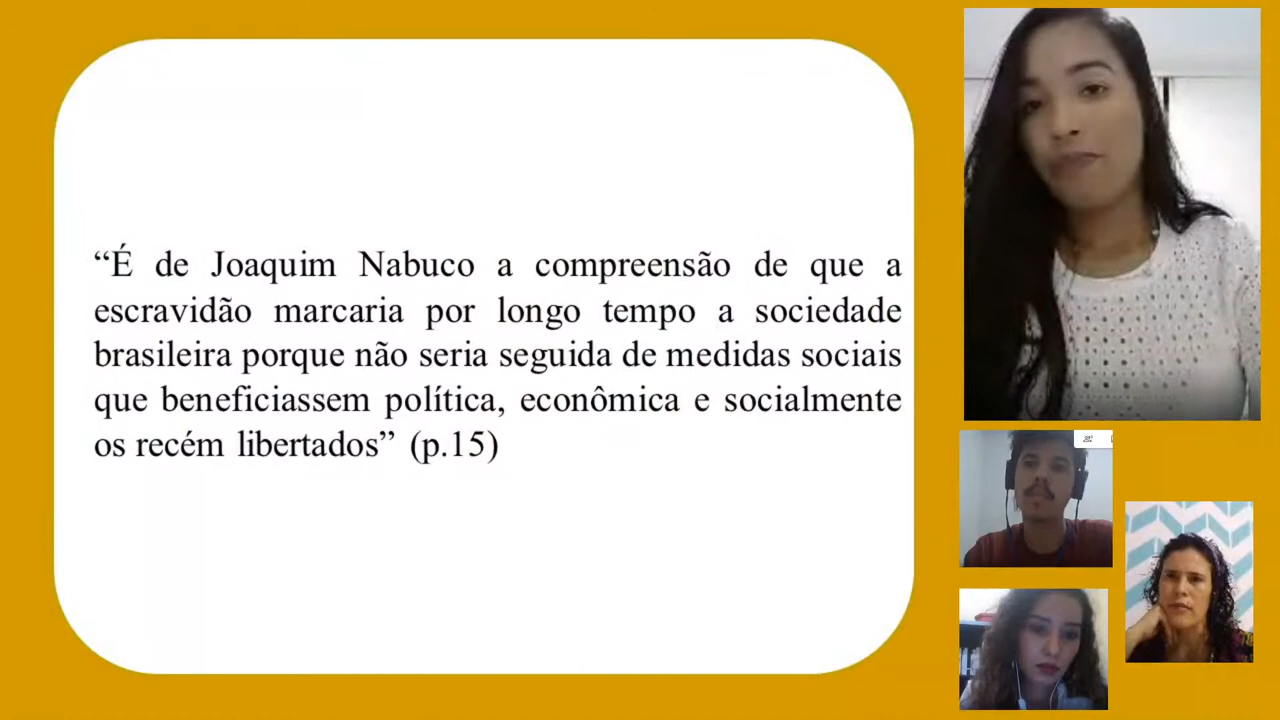 “É de Joaquim Nabuco a compreensão de que a
escravidão marcaria por longo tempo a sociedade
brasileira porque não seria seguida de medidas sociais
que beneficiassem política, econômica e socialmente
os recém libertados” (p.15)